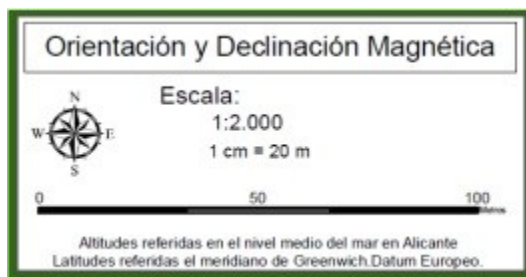 Orientación y Declinación Magnética
Escala:
1:2.000
1 cm = 20 m
N
W
E
S
0 50 100
Metros
Altitudes referidas en el nivel medio del mar en Alicante
Latitudes referidas el meridiano de Greenwich.Datum Europeo.